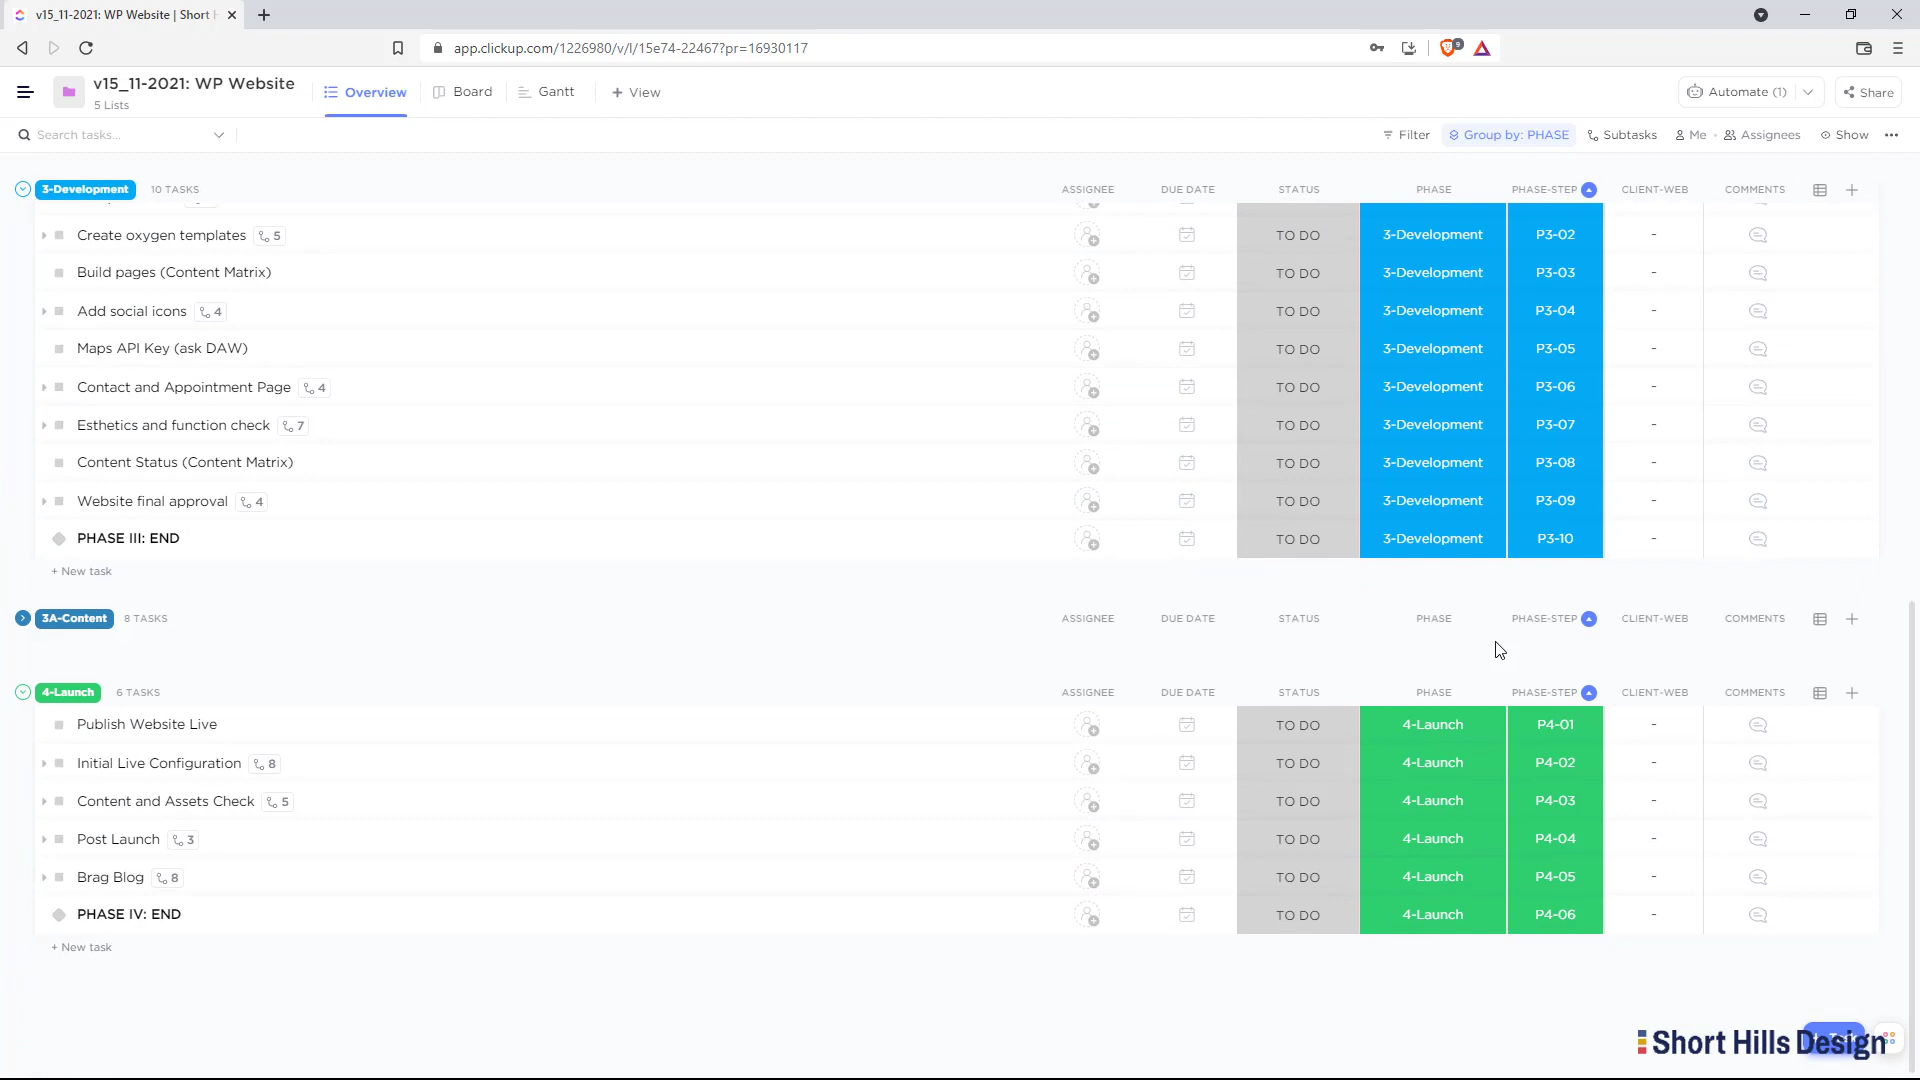 v15_11-2021: WP Website | Short
app.clickup.com/1226980/v/l/15e74-22467?pr=16930117
9
v15_11-2021: WP Website
5 Lists
Overview
Board
Gantt
+ View
Automate (1)
Share
Search tasks...
Filter
Group by: PHASE
Subtasks
Me
Assignees
Show
3-Development 10 TASKS ASSIGNEE DUE DATE STATUS PHASE PHASE-STEP CLIENT-WEB COMMENTS
Create oxygen templates 5 TO DO 3-Development P3-02 -
Build pages (Content Matrix) TO DO 3-Development P3-03 -
Add social icons 4 TO DO 3-Development P3-04 -
Maps API Key (ask DAW) TO DO 3-Development P3-05 -
Contact and Appointment Page 4 TO DO 3-Development P3-06 -
Esthetics and function check 7 TO DO 3-Development P3-07 -
Content Status (Content Matrix) TO DO 3-Development P3-08 -
Website final approval 4 TO DO 3-Development P3-09 -
PHASE III: END TO DO 3-Development P3-10 -
+ New task
3A-Content 8 TASKS ASSIGNEE DUE DATE STATUS PHASE PHASE-STEP CLIENT-WEB COMMENTS
4-Launch 6 TASKS ASSIGNEE DUE DATE STATUS PHASE PHASE-STEP CLIENT-WEB COMMENTS
Publish Website Live TO DO 4-Launch P4-01 -
Initial Live Configuration 8 TO DO 4-Launch P4-02 -
Content and Assets Check 5 TO DO 4-Launch P4-03 -
Post Launch 3 TO DO 4-Launch P4-04 -
Brag Blog 8 TO DO 4-Launch P4-05 -
PHASE IV: END TO DO 4-Launch P4-06 -
+ New task
Short Hills Design